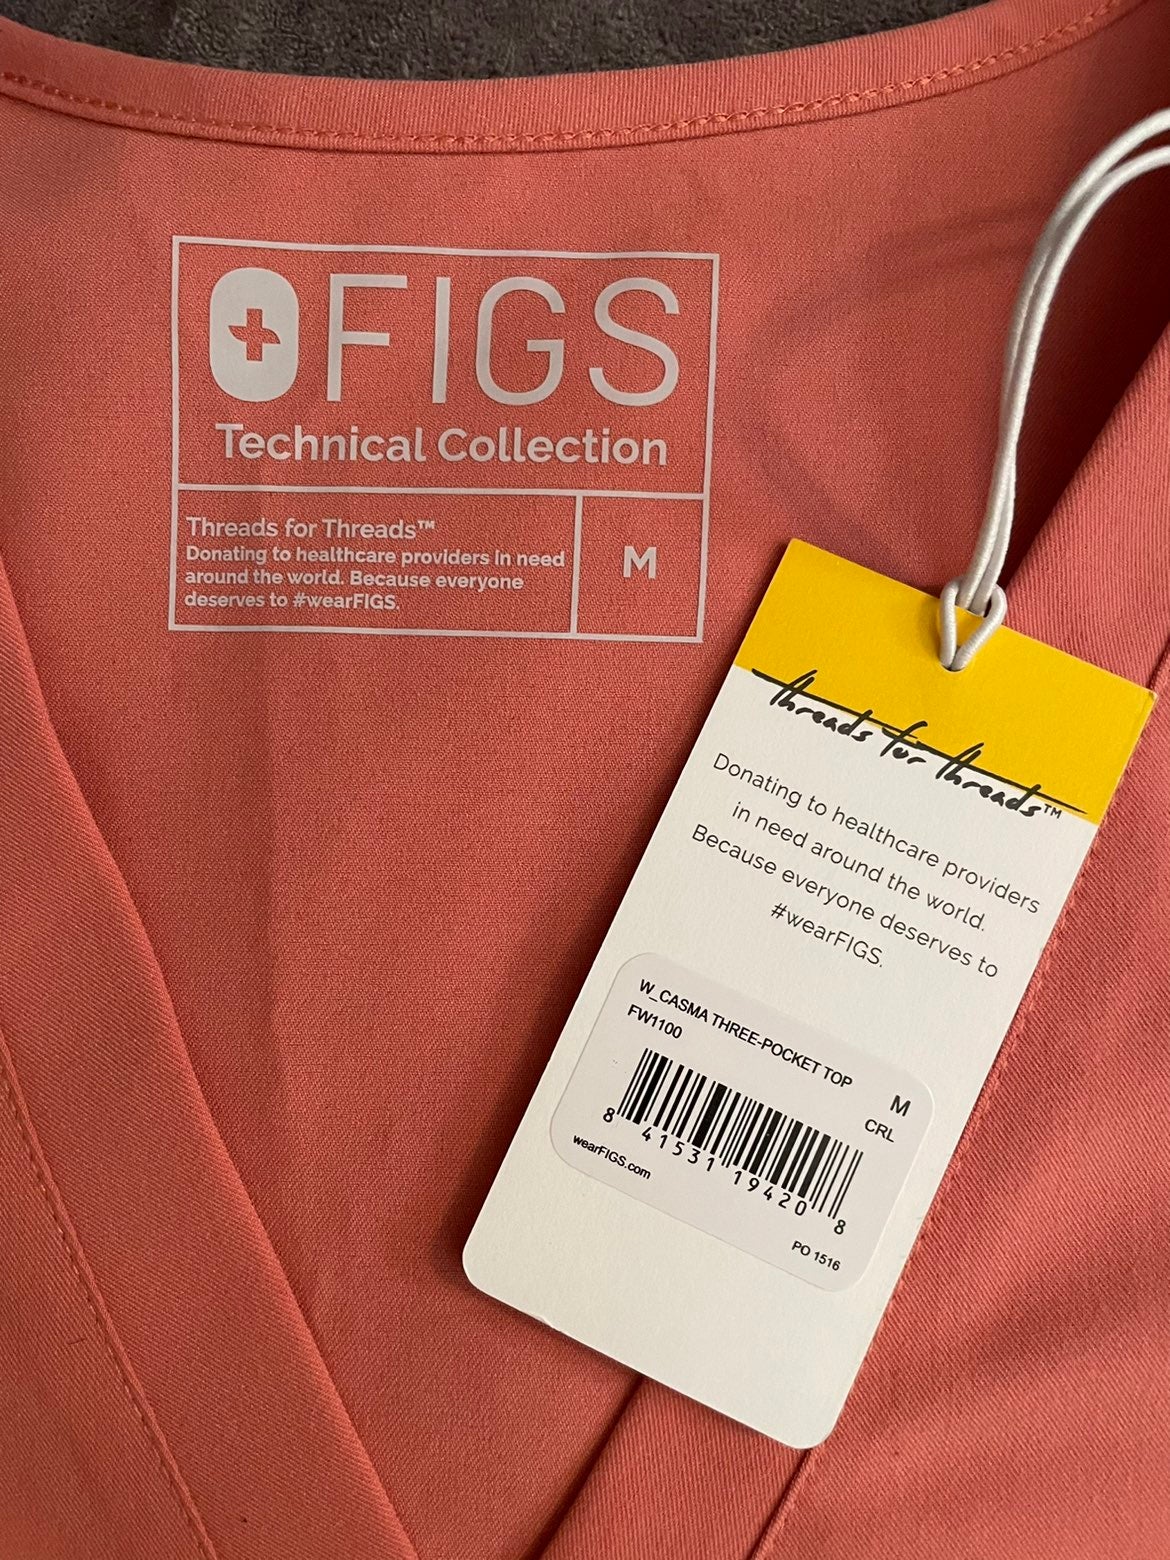 FIGS
Technical Collection
Threads for Threads™
Donating to healthcare providers in need
around the world. Because everyone
deserves to #wearFIGS.
M
threads for threads™
Donating to healthcare providers
in need around the world.
Because everyone deserves to
#wearFIGS.
W_CASMA THREE-POCKET TOP
FW1100
M
CRL
8 41531 19420 8
wearFIGS.com
PO 1516